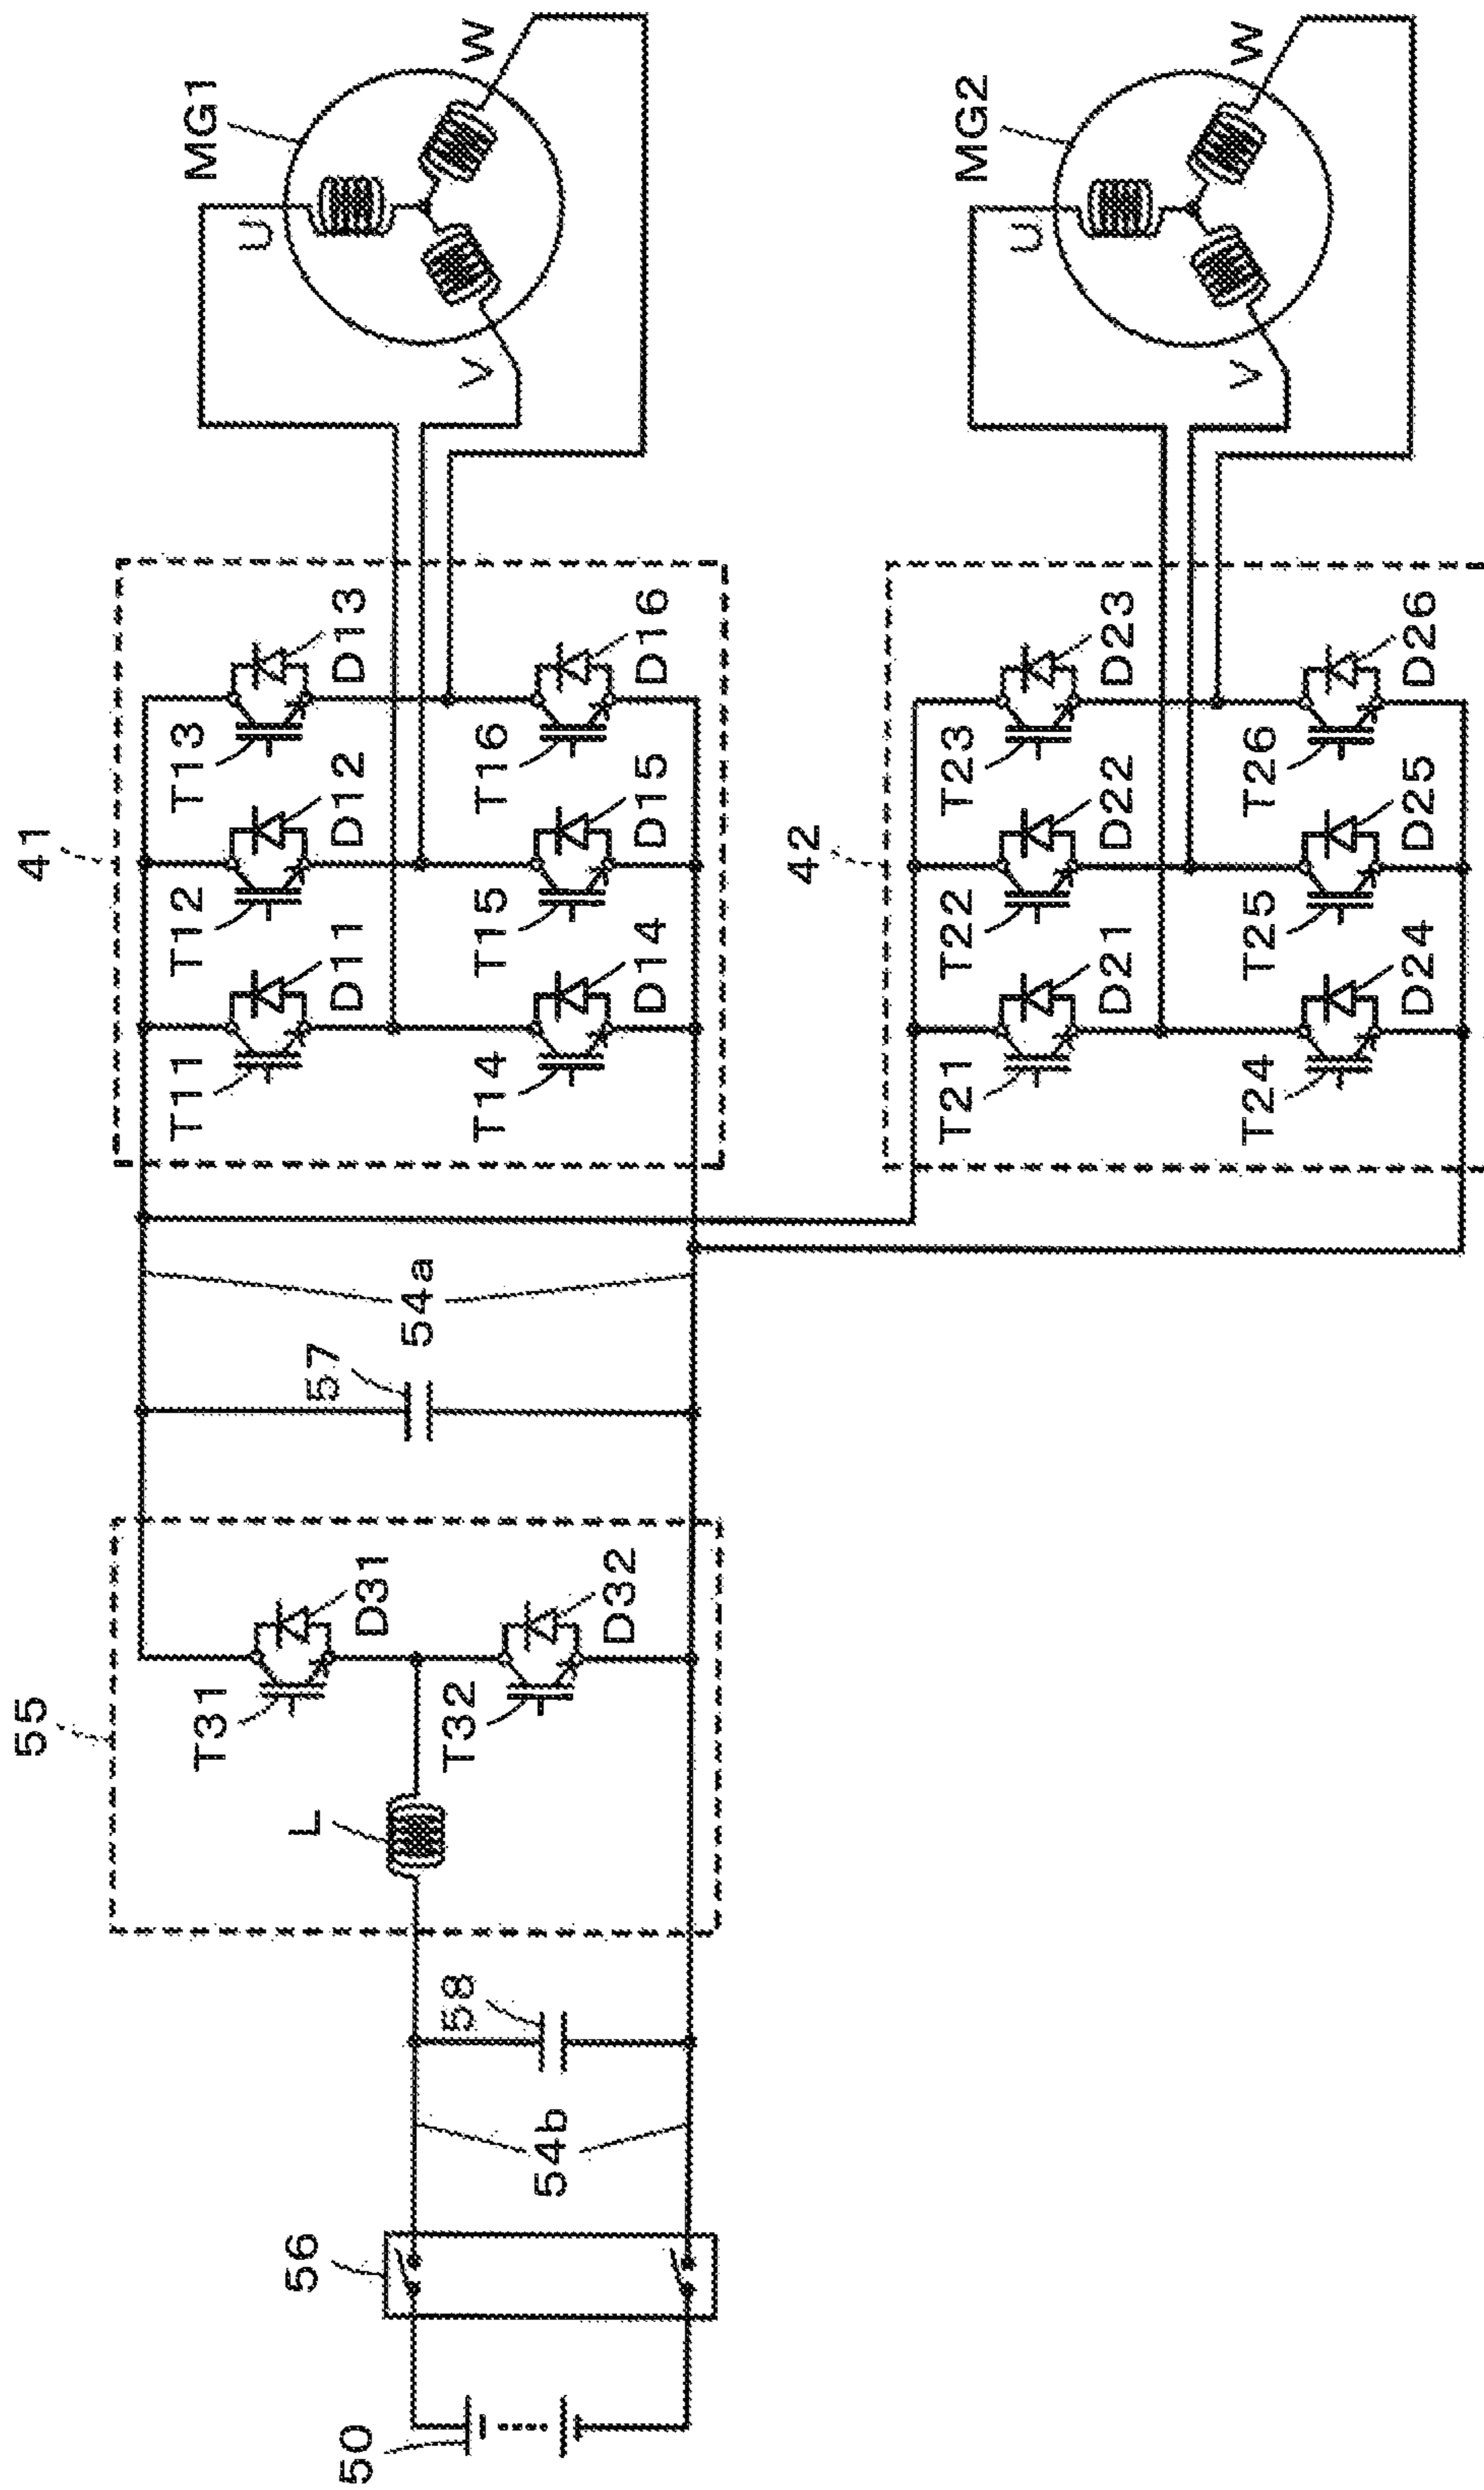 MG1
U
V
W
41
T11
T12
T13
D11
D12
D13
T14
T15
T16
D14
D15
D16
MG2
U
V
W
42
T21
T22
T23
D21
D22
D23
T24
T25
T26
D24
D25
D26
54a
57
55
T31
D31
L
T32
D32
58
54b
56
50